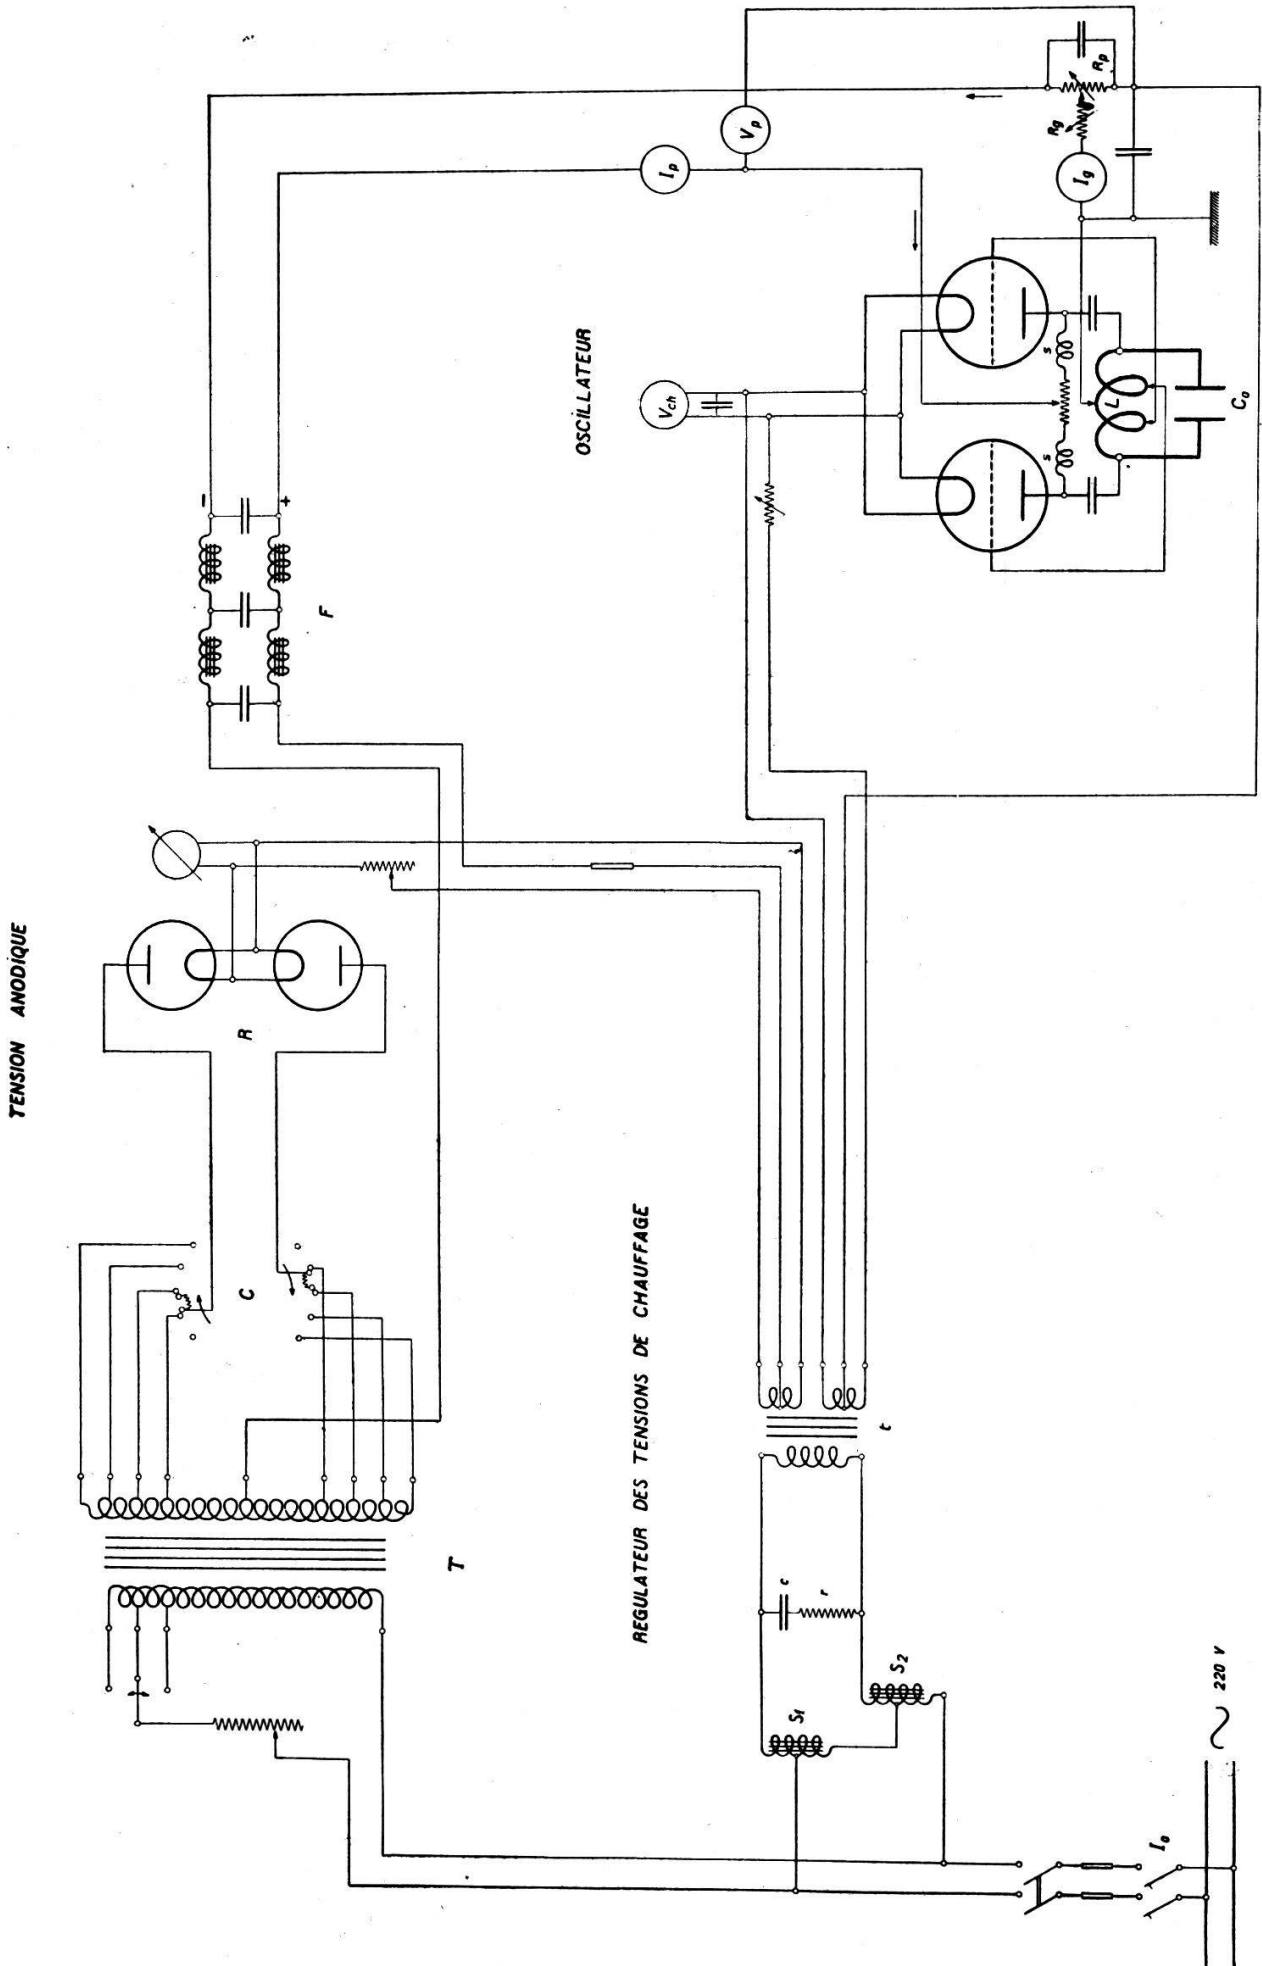 TENSION ANODIQUE
T
C
R
F
-
+
REGULATEUR DES TENSIONS DE CHAUFFAGE
S1
S2
c
r
t
I₀
~ 220 V
OSCILLATEUR
Vch
Ip
Vp
Ig
Rg
Rp
s
s
L
C₀